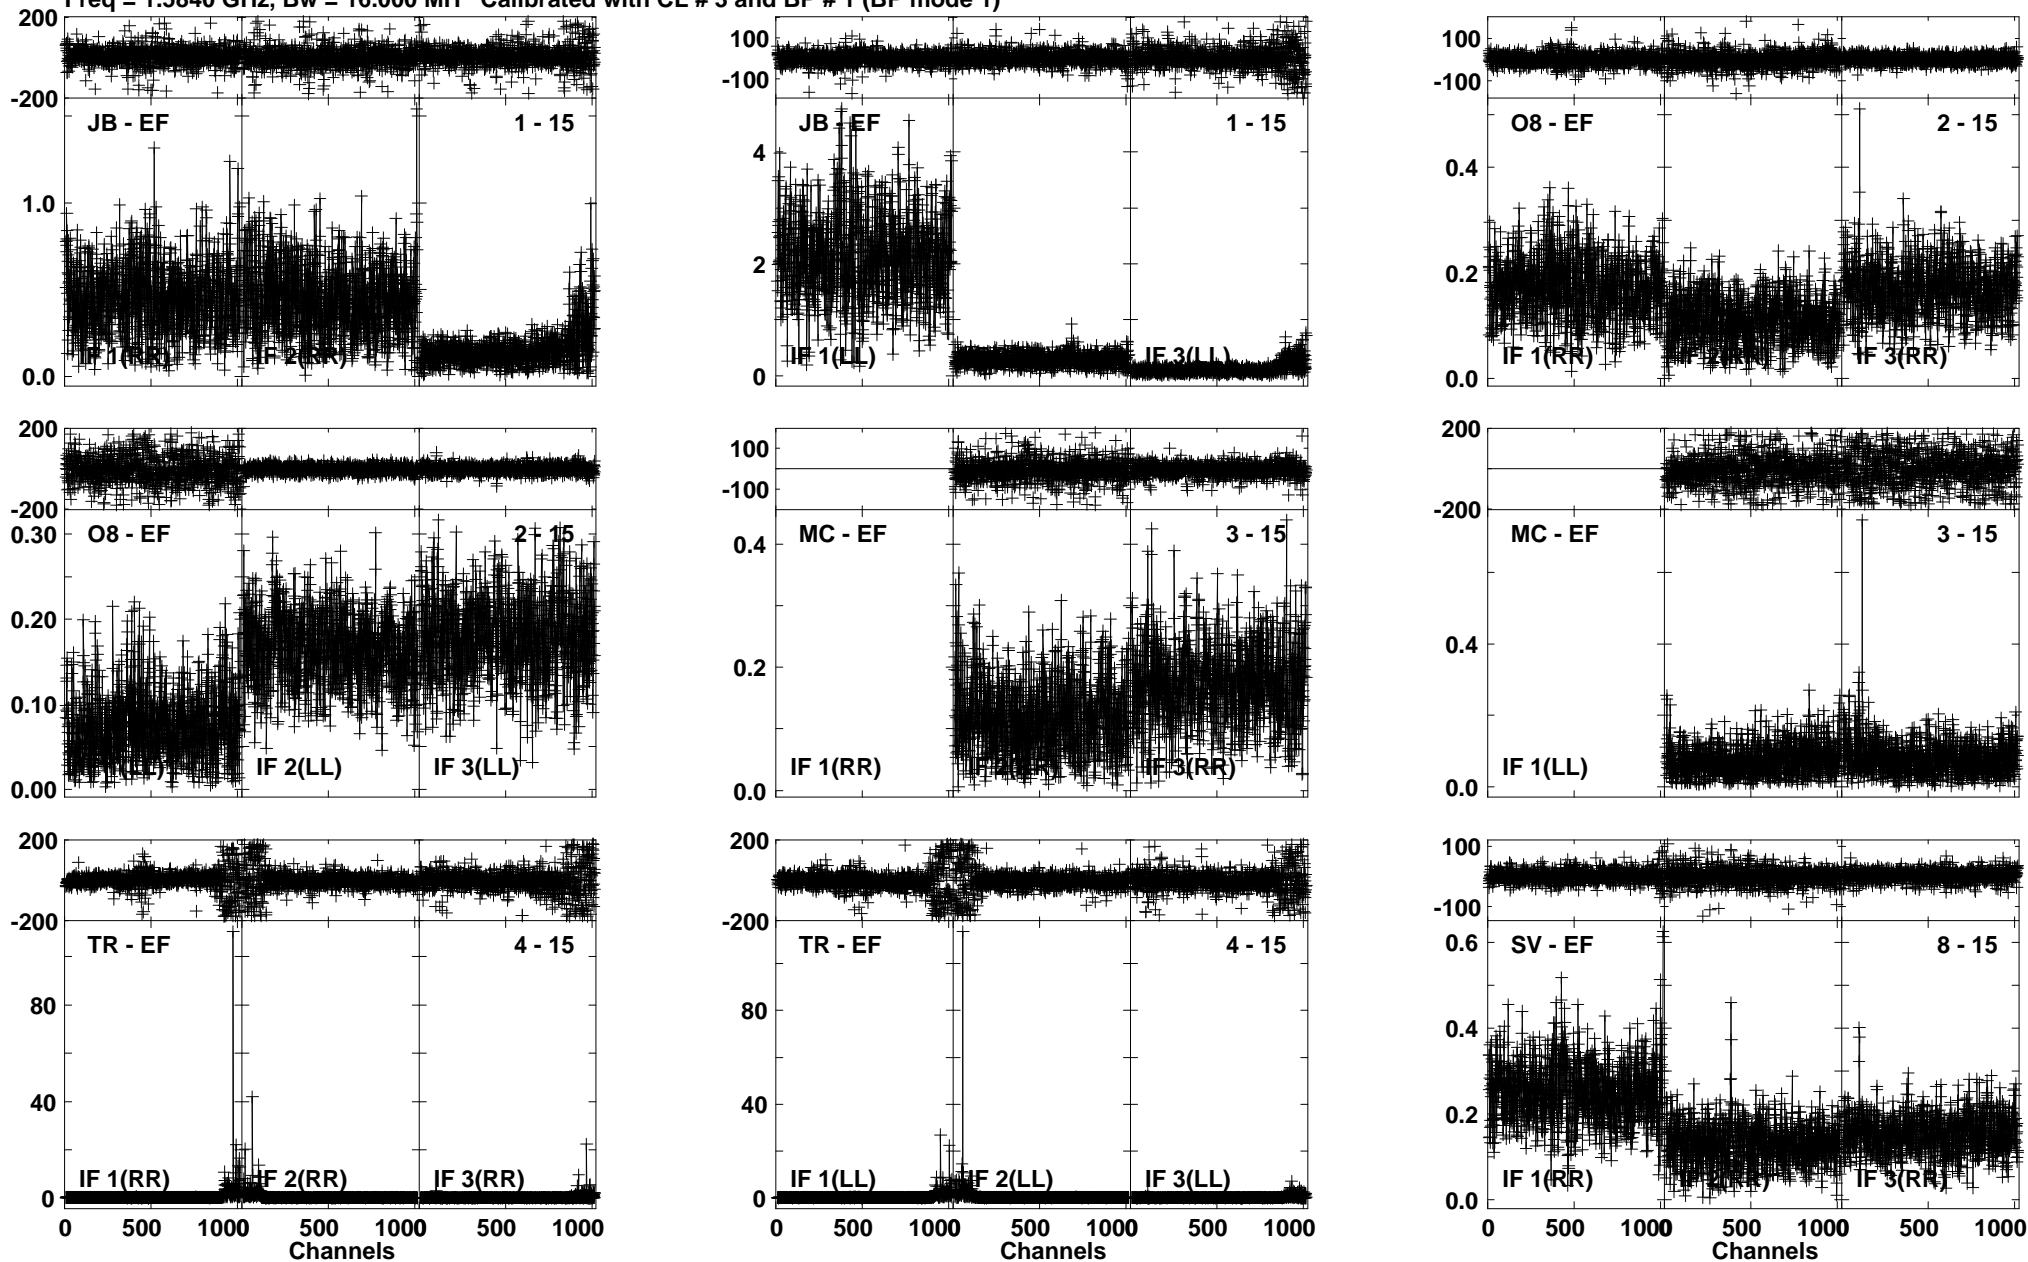 Freq = 1.5840 GHz, Bw = 16.000 MH Calibrated with CL # 3 and BP # 1 (BP mode 1)
200
-200
JB - EF 1 - 15
1.0
0.0
IF 1(RR) IF 2(RR)
100
-100
JB - EF 1 - 15
4
2
0
IF 1(LL) IF 3(LL)
100
-100
O8 - EF 2 - 15
0.4
0.2
0.0
IF 1(RR) IF 3(RR)
200
-200
O8 - EF 2 - 15
0.30
0.20
0.10
0.00
IF 2(LL) IF 3(LL)
100
-100
MC - EF 3 - 15
0.4
0.2
0.0
IF 1(RR) IF 3(RR)
200
-200
MC - EF 3 - 15
0.4
0.0
IF 1(LL)
200
-200
TR - EF 4 - 15
80
40
0
IF 1(RR) IF 2(RR) IF 3(RR)
0 500 1000 500 1000 500
Channels
200
-200
TR - EF 4 - 15
80
40
0
IF 1(LL) IF 2(LL) IF 3(LL)
0 500 1000 500 1000 500 1000
Channels
100
-100
SV - EF 8 - 15
0.6
0.4
0.2
0.0
IF 1(RR) IF 3(RR)
0 500 1000 500 1000 500 1000
Channels